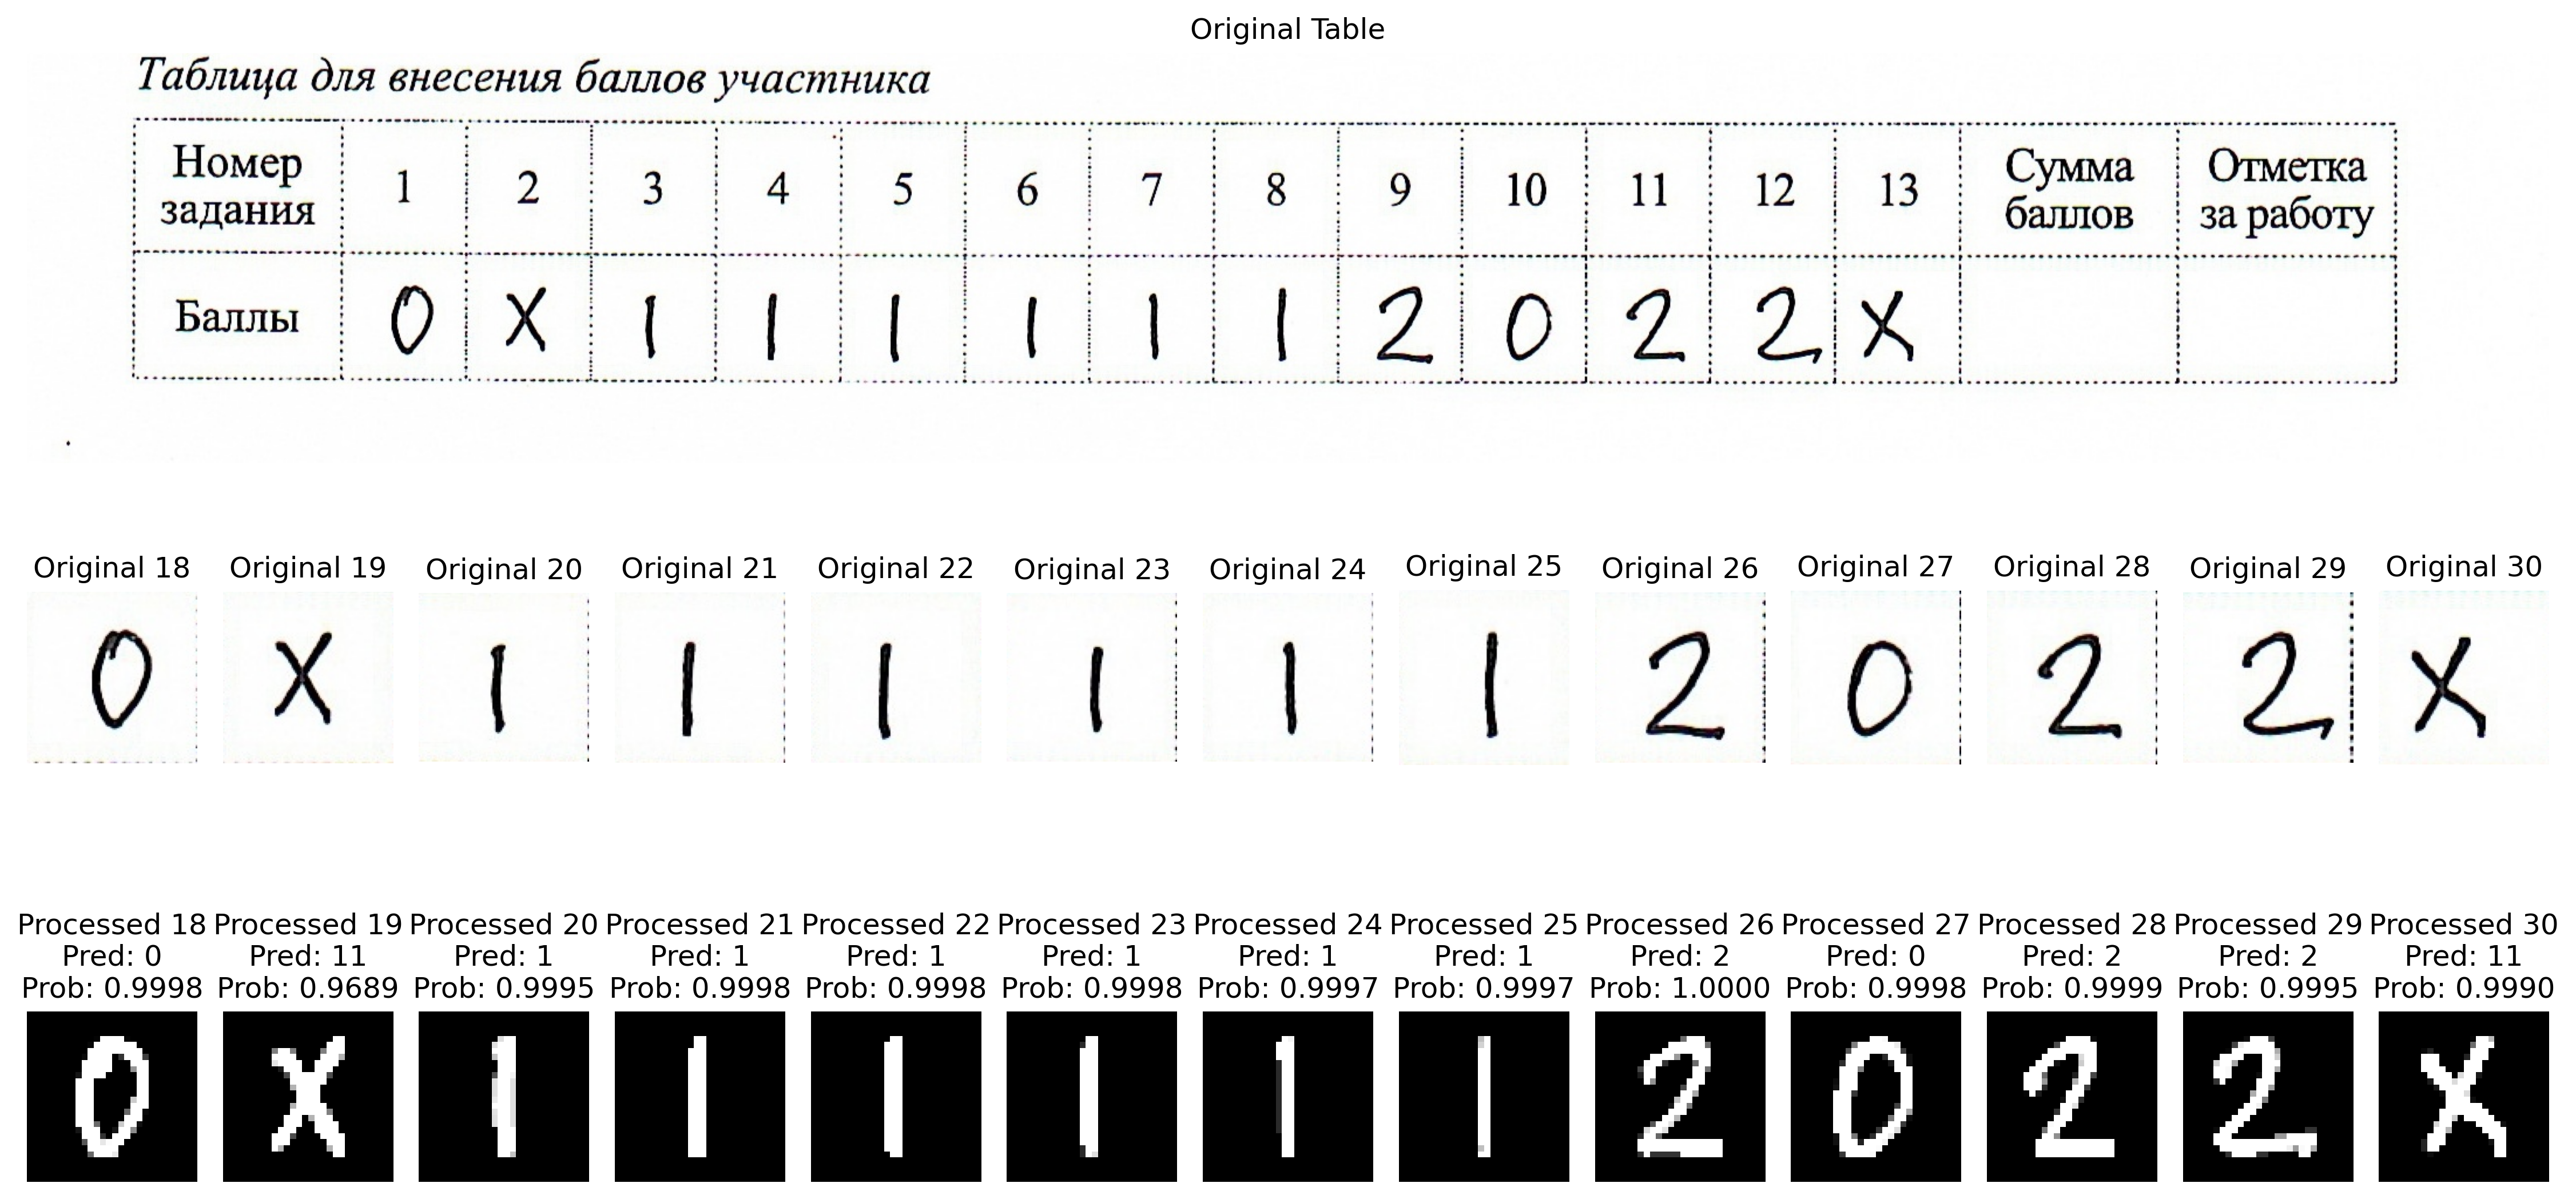 Original Table
Таблица для внесения баллов участника
Номер задания 1 2 3 4 5 6 7 8 9 10 11 12 13 Сумма баллов Отметка за работу
Баллы 0 X 1 1 1 1 1 1 2 0 2 2 X
Original 18 Original 19 Original 20 Original 21 Original 22 Original 23 Original 24 Original 25 Original 26 Original 27 Original 28 Original 29 Original 30
0 X 1 1 1 1 1 1 2 0 2 2 X
Processed 18 Processed 19 Processed 20 Processed 21 Processed 22 Processed 23 Processed 24 Processed 25 Processed 26 Processed 27 Processed 28 Processed 29 Processed 30
Pred: 0 Pred: 11 Pred: 1 Pred: 1 Pred: 1 Pred: 1 Pred: 1 Pred: 1 Pred: 2 Pred: 0 Pred: 2 Pred: 2 Pred: 11
Prob: 0.9998 Prob: 0.9689 Prob: 0.9995 Prob: 0.9998 Prob: 0.9998 Prob: 0.9998 Prob: 0.9997 Prob: 0.9997 Prob: 1.0000 Prob: 0.9998 Prob: 0.9999 Prob: 0.9995 Prob: 0.9990
0 X 1 1 1 1 1 1 2 0 2 2 X